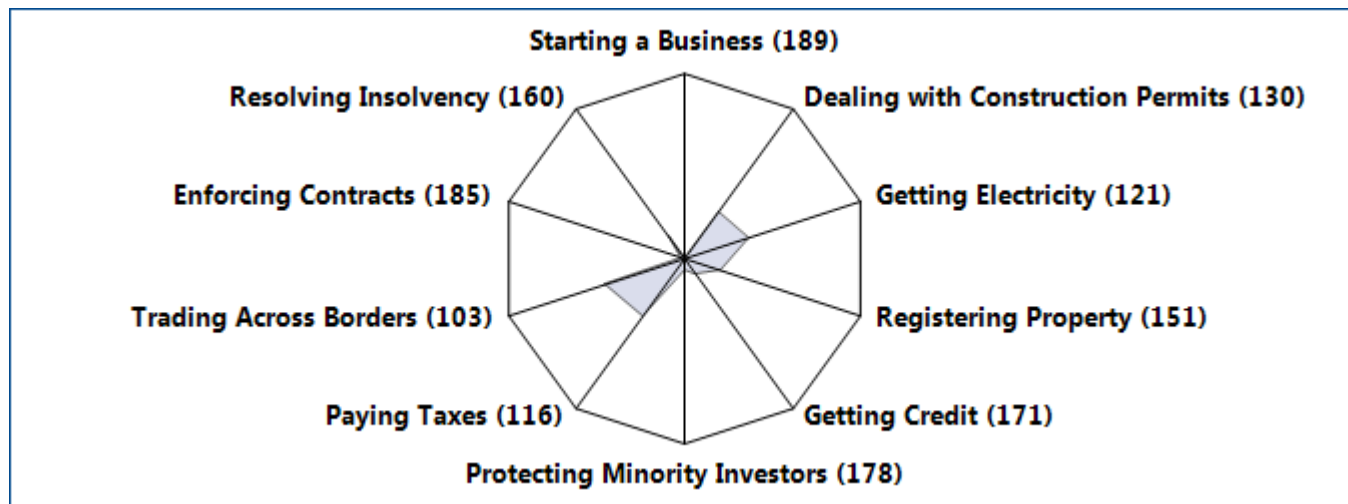 Starting a Business (189)
Resolving Insolvency (160)
Dealing with Construction Permits (130)
Enforcing Contracts (185)
Getting Electricity (121)
Trading Across Borders (103)
Registering Property (151)
Paying Taxes (116)
Getting Credit (171)
Protecting Minority Investors (178)